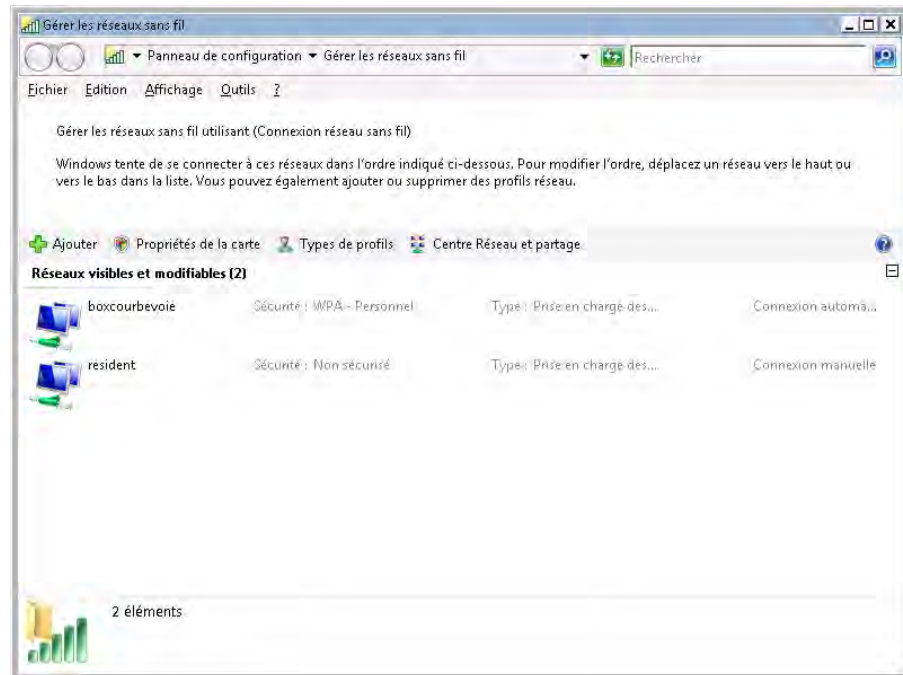 Gérer les réseaux sans fil
Panneau de configuration Gérer les réseaux sans fil Rechercher
Fichier Edition Affichage Outils ?
Gérer les réseaux sans fil utilisant (Connexion réseau sans fil)
Windows tente de se connecter à ces réseaux dans l'ordre indiqué ci-dessous. Pour modifier l'ordre, déplacez un réseau vers le haut ou
vers le bas dans la liste. Vous pouvez également ajouter ou supprimer des profils réseau.
Ajouter Propriétés de la carte Types de profils Centre Réseau et partage
Réseaux visibles et modifiables (2)
boxcourbevoie Sécurité : WPA - Personnel Type : Prise en charge des... Connexion automa...
resident Sécurité : Non sécurisé Type : Prise en charge des... Connexion manuelle
2 éléments